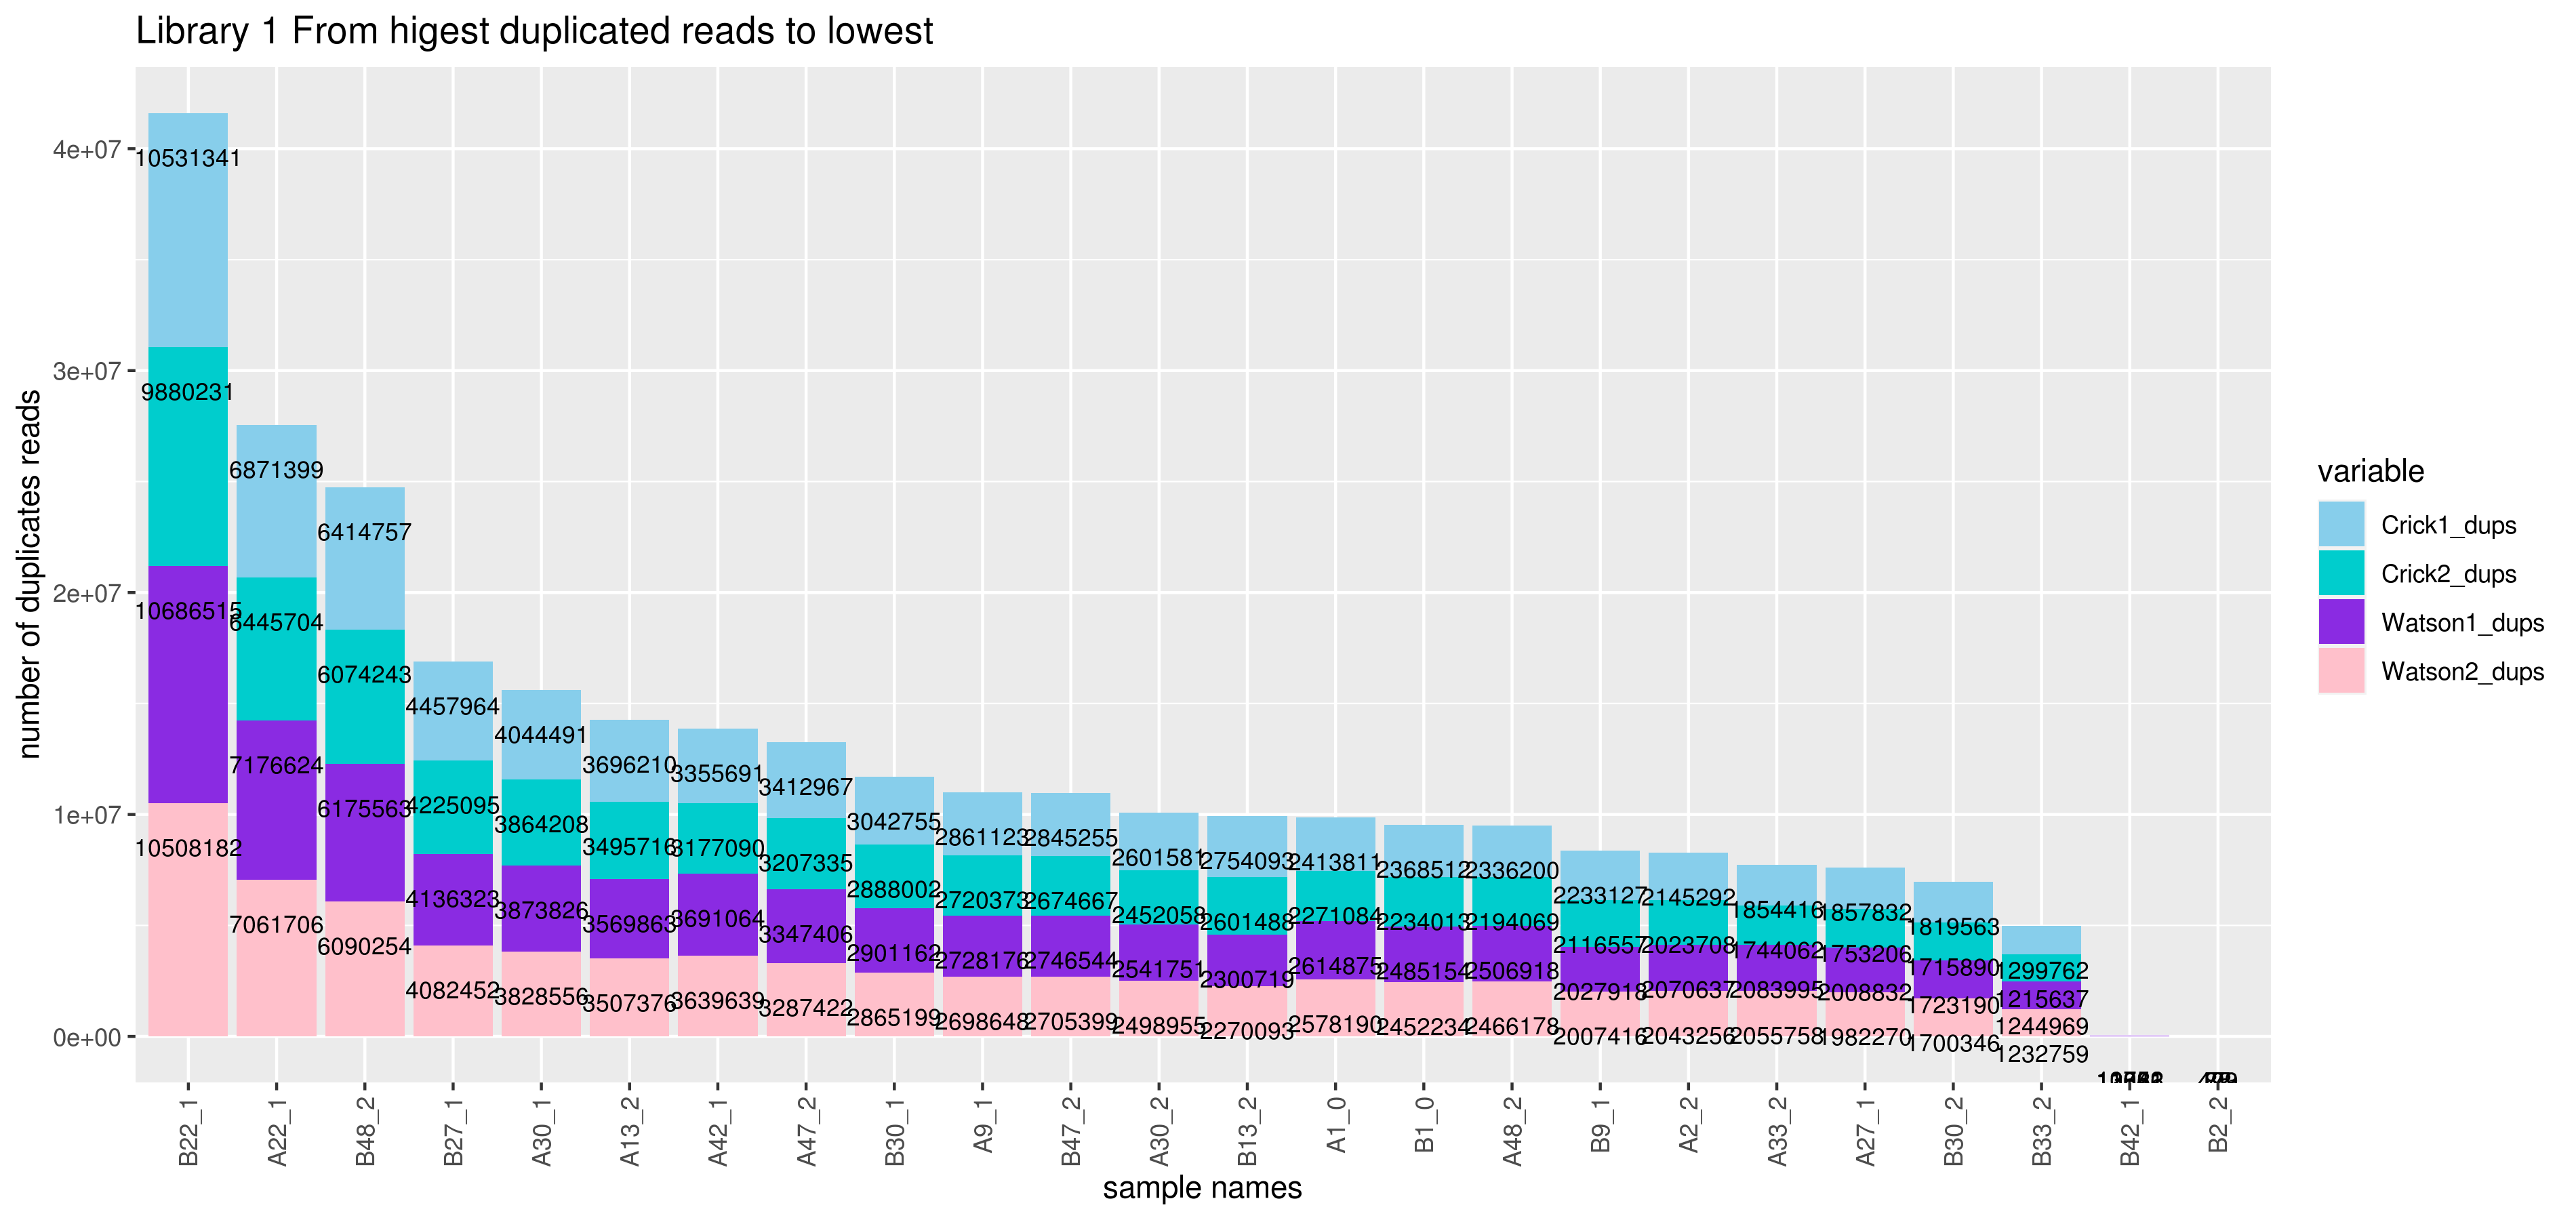 Library 1 From higest duplicated reads to lowest
number of duplicates reads
4e+07
3e+07
2e+07
1e+07
0e+00
10531341
9880231
10686515
10508182
6871399
6445704
7176624
7061706
6414757
6074243
6175563
6090254
4457964
4225095
4136323
4082452
4044491
3864208
3873826
3828556
3696210
3495716
3569863
3507376
3355691
3177090
3691064
3639639
3412967
3207335
3347406
3287422
3042755
2888002
2901162
2865199
2861123
2720373
2728176
2698648
2845255
2674667
2746544
2705399
2601581
2452058
2541751
2498955
2754093
2601488
2300719
2270093
2413811
2271084
2614875
2578190
2368512
2234013
2485154
2452234
2336200
2194069
2506918
2466178
2233127
2116557
2027918
2007416
2145292
2023708
2070637
2043256
1854416
1744062
2083995
2055758
1857832
1753206
2008832
1982270
1819563
1715890
1723190
1700346
1299762
1215637
1244969
1232759
B22_1
A22_1
B48_2
B27_1
A30_1
A13_2
A42_1
A47_2
B30_1
A9_1
B47_2
A30_2
B13_2
A1_0
B1_0
A48_2
B9_1
A2_2
A33_2
A27_1
B30_2
B33_2
B42_1
B2_2
sample names
variable
Crick1_dups
Crick2_dups
Watson1_dups
Watson2_dups